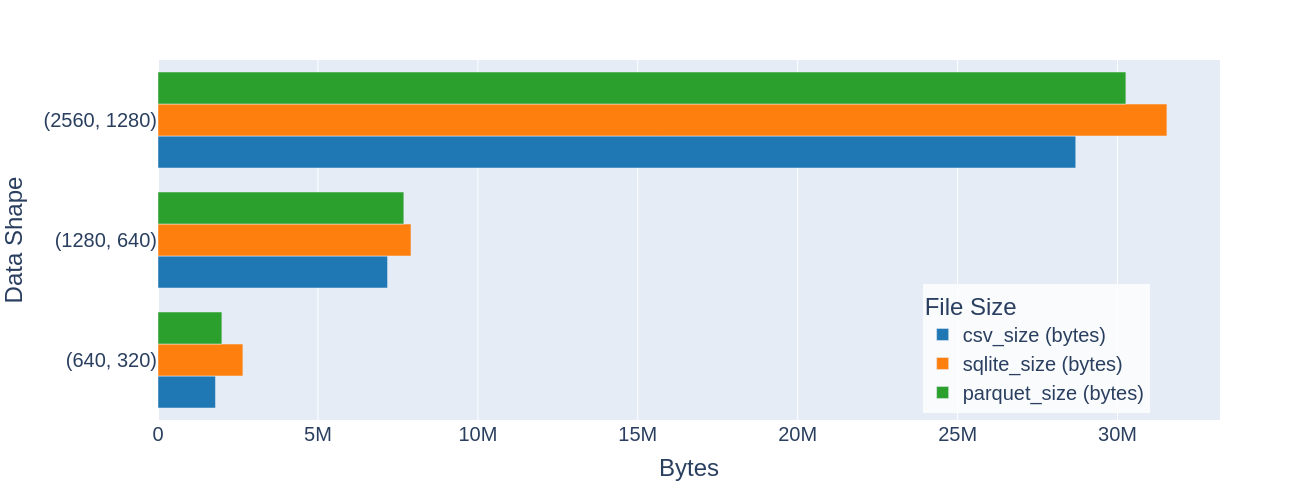 (2560, 1280)
(1280, 640)
(640, 320)
Data Shape
File Size
csv_size (bytes)
sqlite_size (bytes)
parquet_size (bytes)
0 5M 10M 15M 20M 25M 30M
Bytes